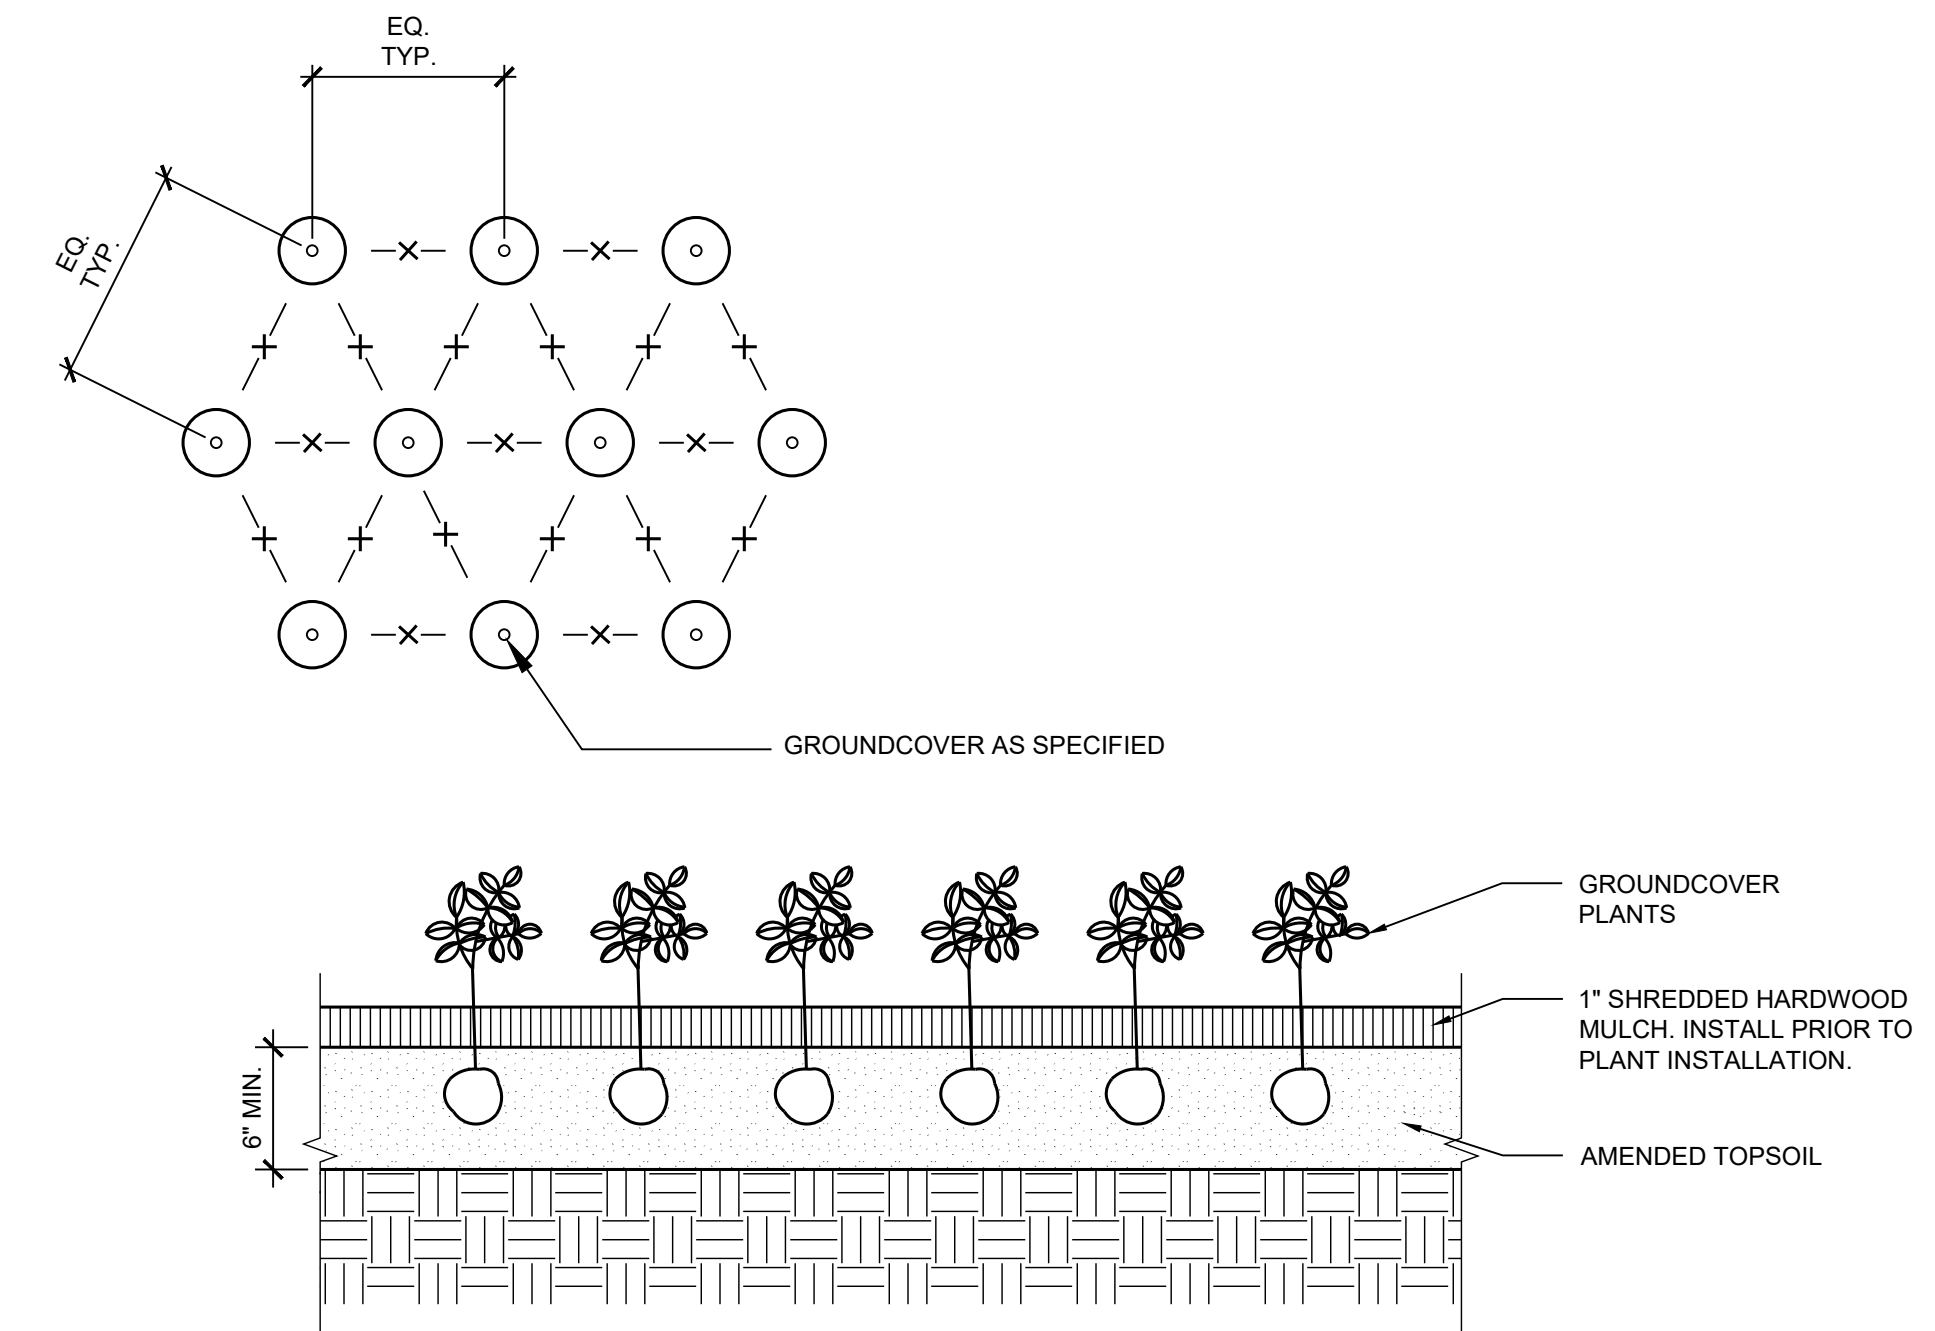 EQ.
TYP.
EQ.
TYP.
GROUNDCOVER AS SPECIFIED
GROUNDCOVER
PLANTS
1" SHREDDED HARDWOOD
MULCH. INSTALL PRIOR TO
PLANT INSTALLATION.
6" MIN.
AMENDED TOPSOIL